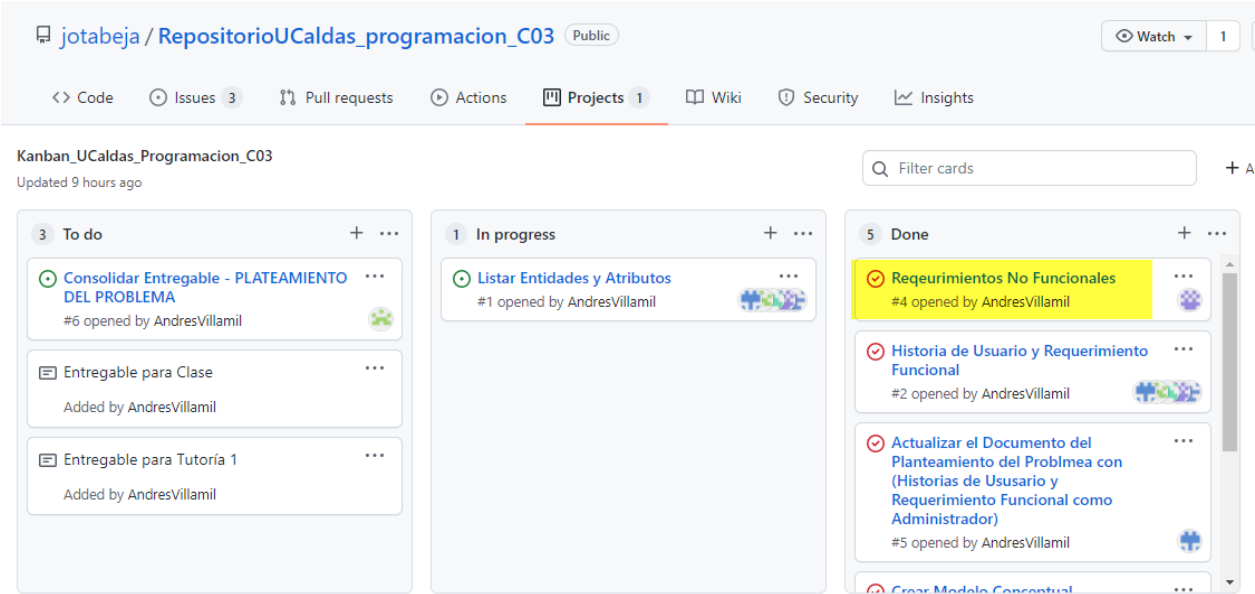 jotabeja / RepositorioUCaldas_programacion_C03 Public
Watch 1
Code Issues 3 Pull requests Actions Projects 1 Wiki Security Insights
Kanban_UCaldas_Programacion_C03
Updated 9 hours ago
Filter cards
+ A
3 To do
Consolidar Entregable - PLATEAMIENTO
DEL PROBLEMA
#6 opened by AndresVillamil
Entregable para Clase
Added by AndresVillamil
Entregable para Tutoría 1
Added by AndresVillamil
1 In progress
Listar Entidades y Atributos
#1 opened by AndresVillamil
5 Done
Reqeurimientos No Funcionales
#4 opened by AndresVillamil
Historia de Usuario y Requerimiento
Funcional
#2 opened by AndresVillamil
Actualizar el Documento del
Planteamiento del Problmea con
(Historias de Ususario y
Requerimiento Funcional como
Administrador)
#5 opened by AndresVillamil
Crear Modelo Conceptual